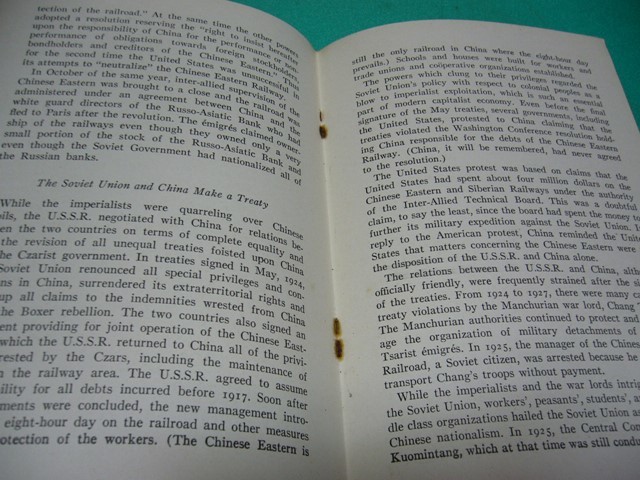 tection of the railroad." At the same time the other powers
adopted a resolution reserving the "right to insist hereafter
upon the responsibility of China for the performance or non-
performance of obligations towards foreign stockholders,
bondholders and creditors of the Chinese Eastern." Thus
for the second time the United States was unsuccessful in
its attempts to "neutralize" the Chinese Eastern Railway.
In October of the same year, inter-allied supervision of the
Chinese Eastern was brought to a close and the railroad was
administered under an agreement between China and the
white guard directors of the Russo-Asiatic Bank who had
fled to Paris after the revolution. The émigrés claimed owner-
ship of the railways even though they owned only a very
small portion of the stock of the Russo-Asiatic Bank and
even though the Soviet Government had nationalized all of
the Russian banks.
The Soviet Union and China Make a Treaty
While the imperialists were quarreling over Chinese
oils, the U.S.S.R. negotiated with China for relations be-
en the two countries on terms of complete equality and
the revision of all unequal treaties foisted upon China
the Czarist government. In treaties signed in May, 1924,
Soviet Union renounced all special privileges and con-
ns in China, surrendered its extraterritorial rights and
up all claims to the indemnities wrested from China
the Boxer rebellion. The two countries also signed an
ent providing for joint operation of the Chinese East-
which the U.S.S.R. returned to China all of the privi-
rested by the Czars, including the maintenance of
n the railway area. The U.S.S.R. agreed to assume
bility for all debts incurred before 1917. Soon after
ments were concluded, the new management intro-
eight-hour day on the railroad and other measures
otection of the workers. (The Chinese Eastern is
still the only railroad in China where the eight-hour day
prevails.) Schools and houses were built for workers and
trade unions and coöperative organizations established.
The powers which clung to their privileges regarded the
Soviet Union's policy with respect to colonial peoples as a
blow to imperialist exploitation, which is such an essential
part of modern capitalist economy. Even before the final
signature of the May treaties, several governments, including
the United States, protested to China claiming that the
treaties violated the Washington Conference resolution hold-
ing China responsible for the debts of the Chinese Eastern
Railway. (China, it will be remembered, had never agreed
to the resolution.)
The United States protest was based on claims that the
United States had spent about four million dollars on the
Chinese Eastern and Siberian Railways under the authority
of the Inter-Allied Technical Board. This was a doubtful
claim, to say the least, since the board had spent the money to
further its military expedition against the Soviet Union. In
reply to the American protest, China reminded the Unit
States that matters concerning the Chinese Eastern were
the disposition of the U.S.S.R. and China alone.
The relations between the U.S.S.R. and China, alth
officially friendly, were frequently strained after the si
of the treaties. From 1924 to 1927, there were many c
treaty violations by the Manchurian war lord, Chang
The Manchurian authorities continued to protect and
age the organization of military detachments of
Tsarist émigrés. In 1925, the manager of the Chines
Railroad, a Soviet citizen, was arrested because he
transport Chang's troops without payment.
While the imperialists and the war lords intrig
the Soviet Union, workers', peasants', students', a
dle class organizations hailed the Soviet Union a
Chinese nationalism. In 1925, the Central Com
Kuomintang, which at that time was still condu